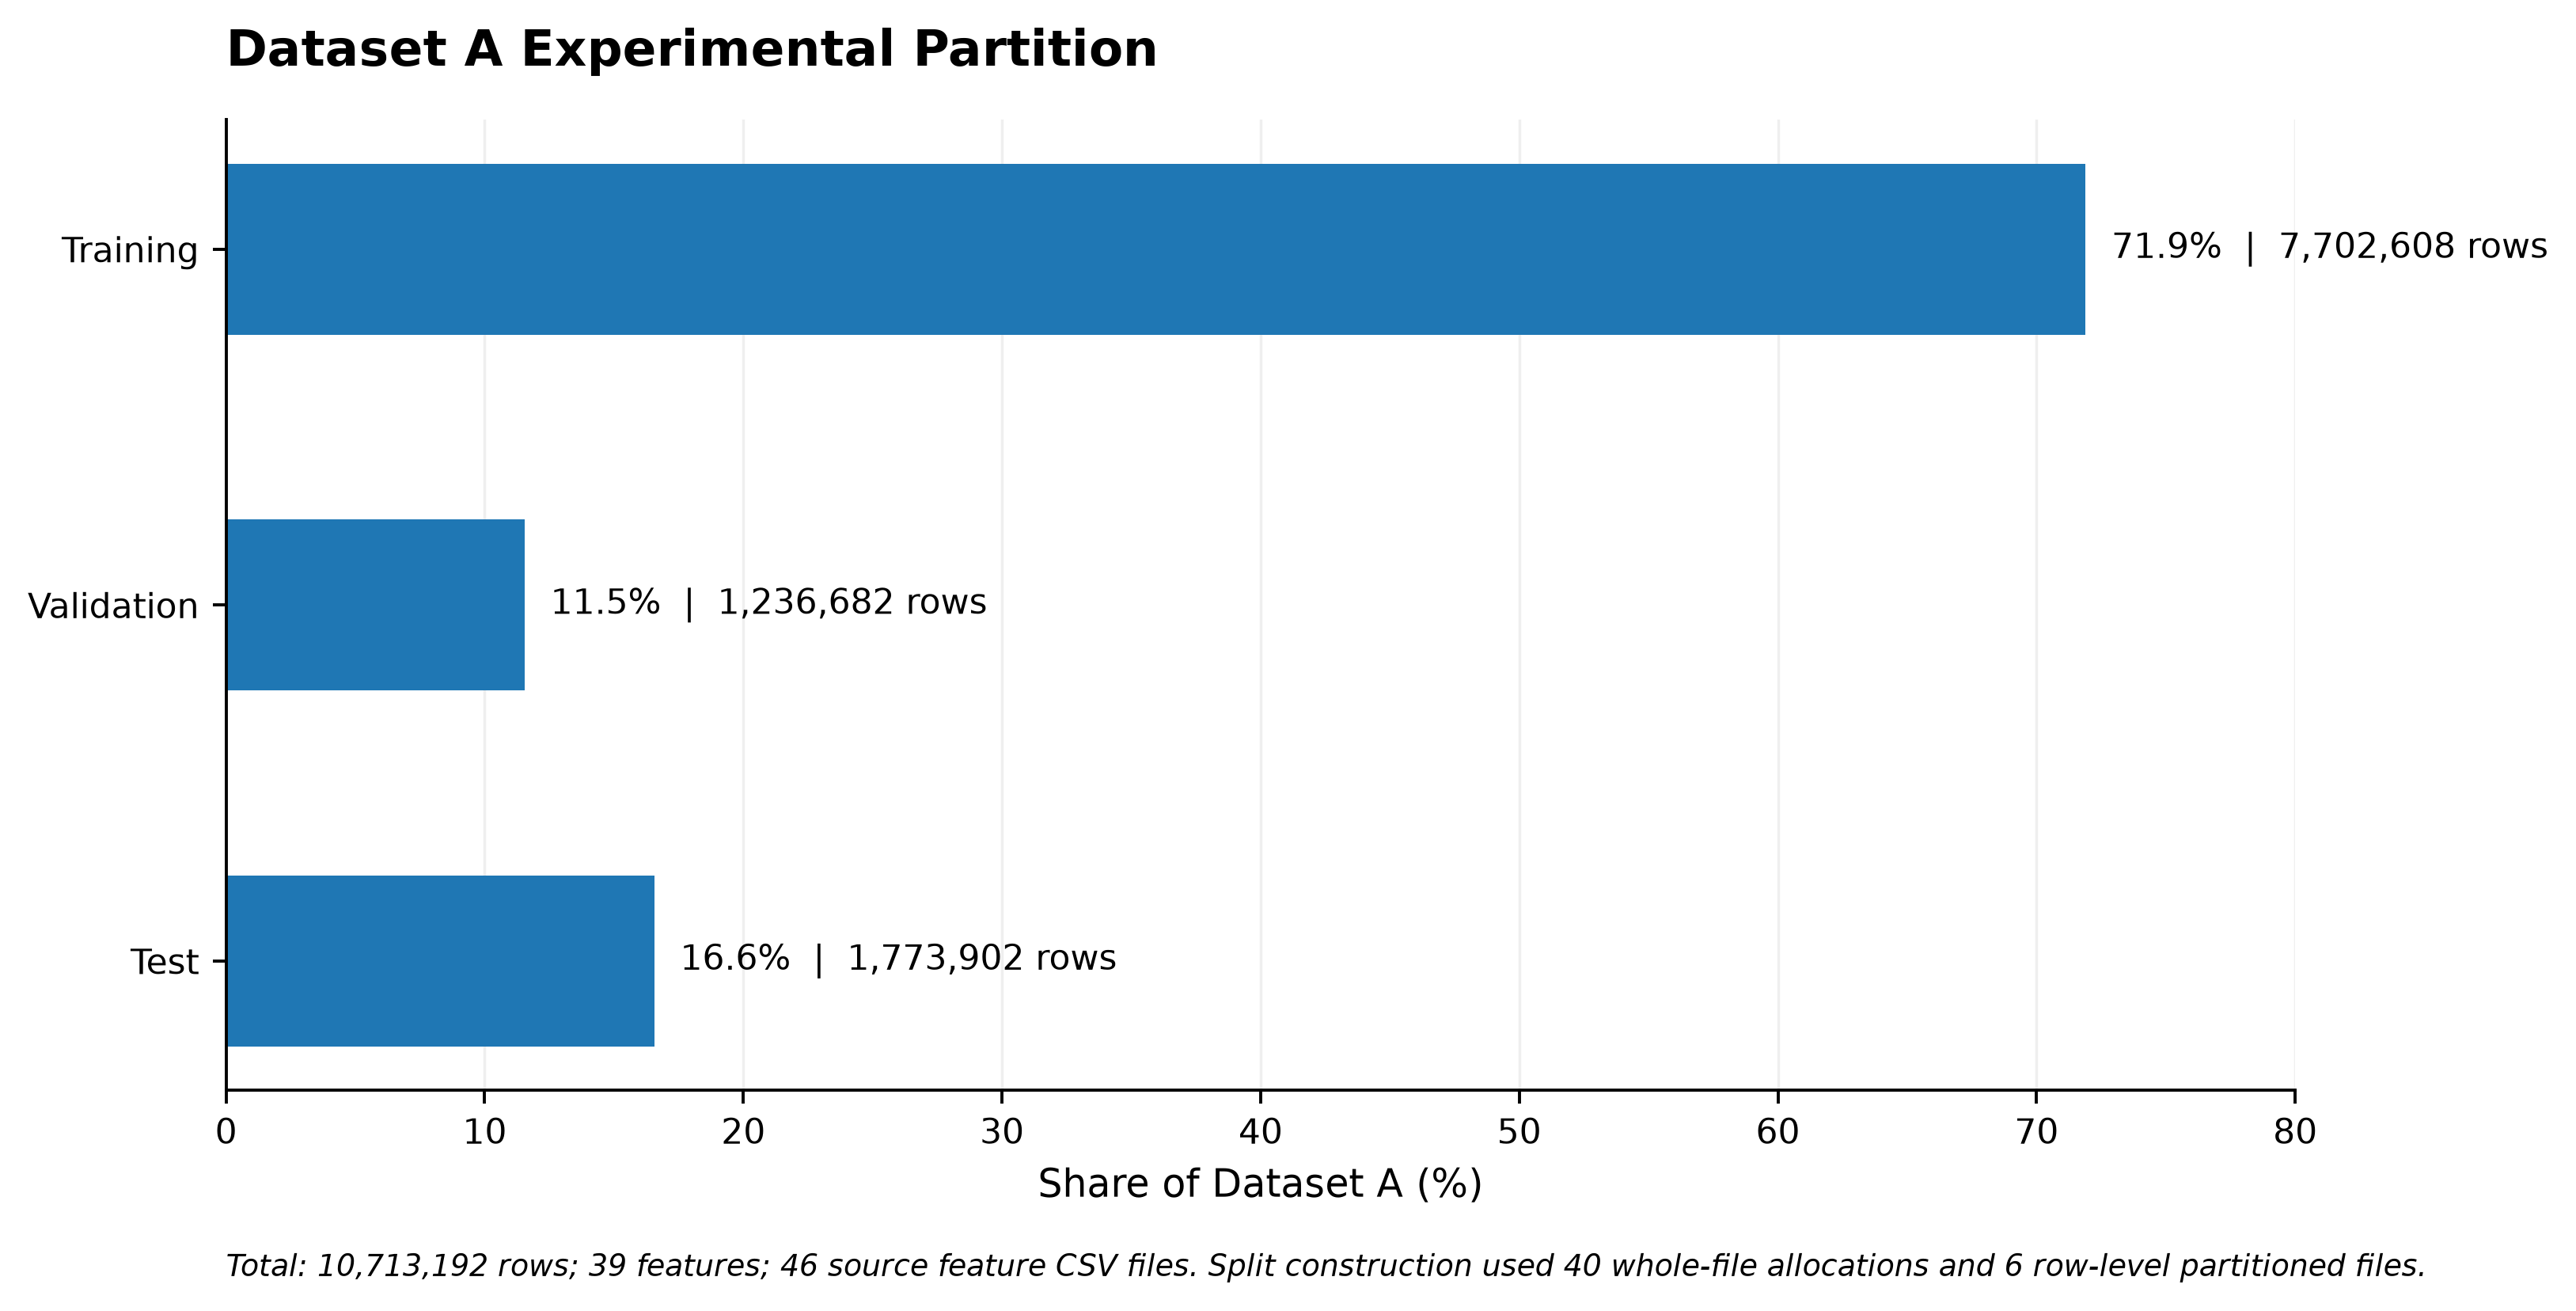 Dataset A Experimental Partition
Training
71.9% | 7,702,608 rows
Validation
11.5% | 1,236,682 rows
Test
16.6% | 1,773,902 rows
0 10 20 30 40 50 60 70 80
Share of Dataset A (%)
Total: 10,713,192 rows; 39 features; 46 source feature CSV files. Split construction used 40 whole-file allocations and 6 row-level partitioned files.